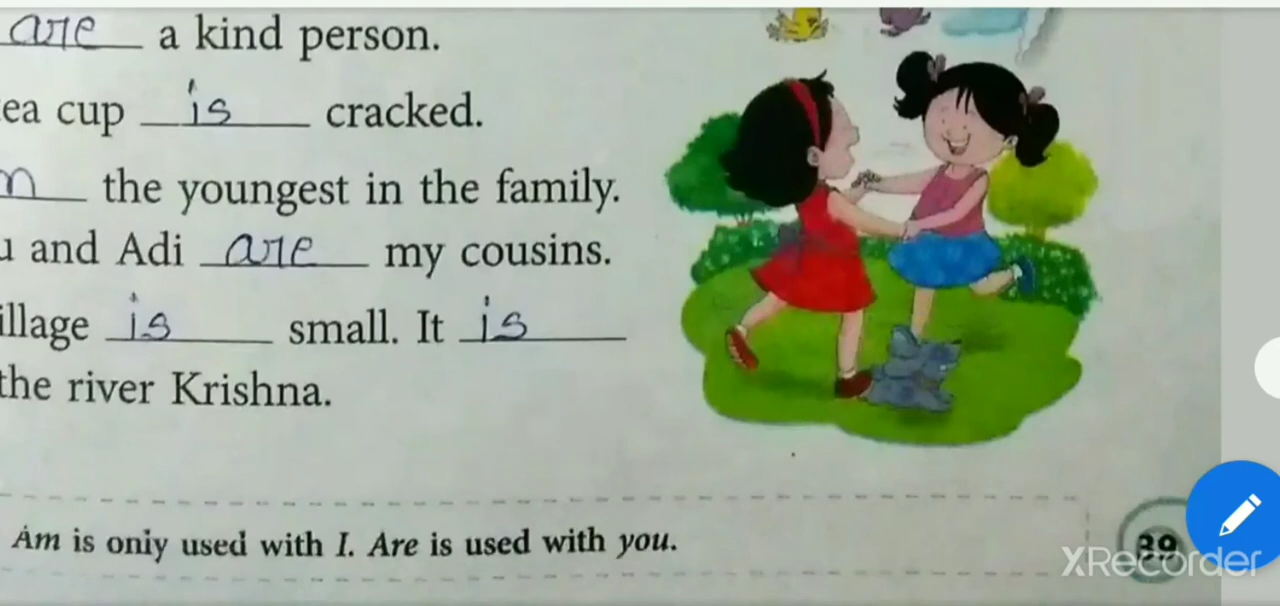 are a kind person.
ea cup is cracked.
m the youngest in the family.
u and Adi are my cousins.
illage is small. It is
the river Krishna.
Am is only used with I. Are is used with you.
39
XRecorder